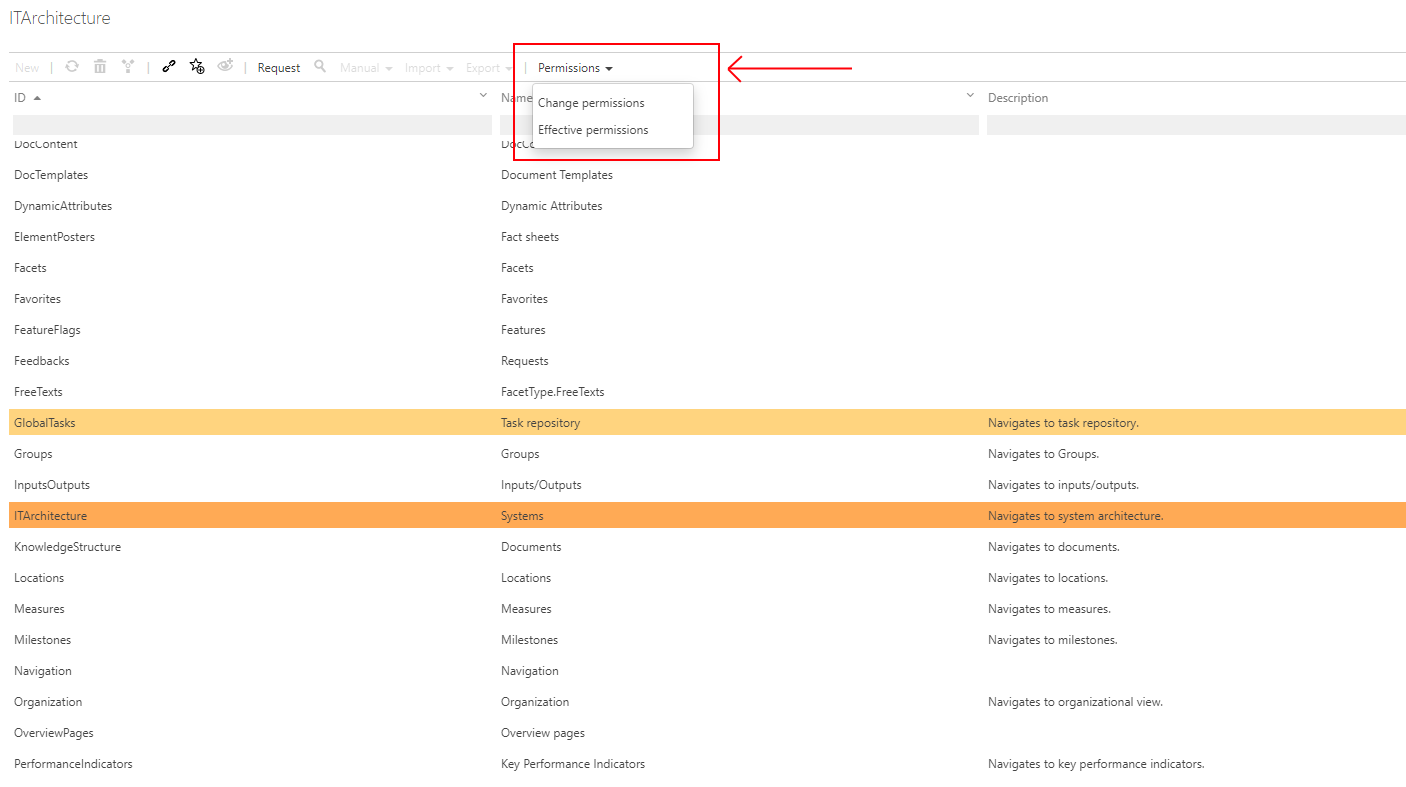 ITArchitecture
New Request Manual Import Export Permissions
ID Name Description
Change permissions
Effective permissions
DocContent DocCo
DocTemplates Document Templates
DynamicAttributes Dynamic Attributes
ElementPosters Fact sheets
Facets Facets
Favorites Favorites
FeatureFlags Features
Feedbacks Requests
FreeTexts FacetType.FreeTexts
GlobalTasks Task repository Navigates to task repository.
Groups Groups Navigates to Groups.
InputsOutputs Inputs/Outputs Navigates to inputs/outputs.
ITArchitecture Systems Navigates to system architecture.
KnowledgeStructure Documents Navigates to documents.
Locations Locations Navigates to locations.
Measures Measures Navigates to measures.
Milestones Milestones Navigates to milestones.
Navigation Navigation
Organization Organization Navigates to organizational view.
OverviewPages Overview pages
PerformanceIndicators Key Performance Indicators Navigates to key performance indicators.